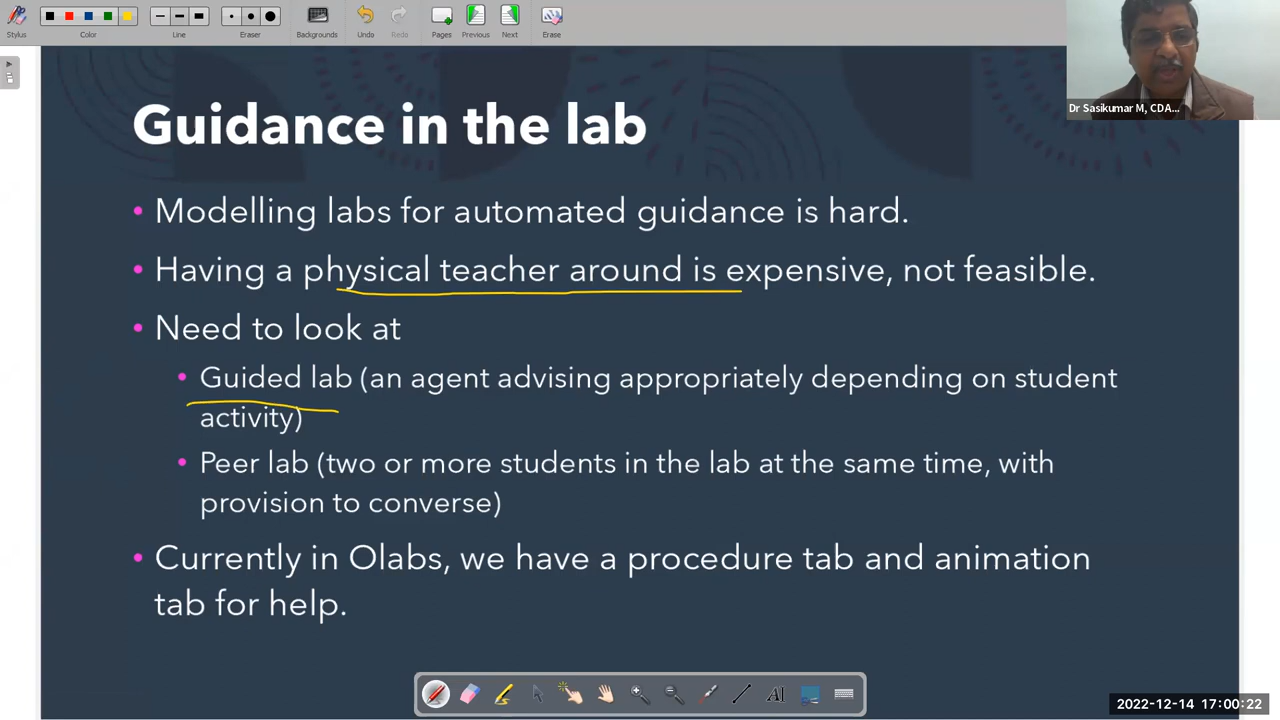 Stylus Color Line Eraser Backgrounds Undo Redo Pages Previous Next Erase
Dr Sasikumar M, CDA...
Guidance in the lab
• Modelling labs for automated guidance is hard.
• Having a physical teacher around is expensive, not feasible.
• Need to look at
• Guided lab (an agent advising appropriately depending on student
activity)
• Peer lab (two or more students in the lab at the same time, with
provision to converse)
• Currently in Olabs, we have a procedure tab and animation
tab for help.
AI
2022-12-14 17:00:22